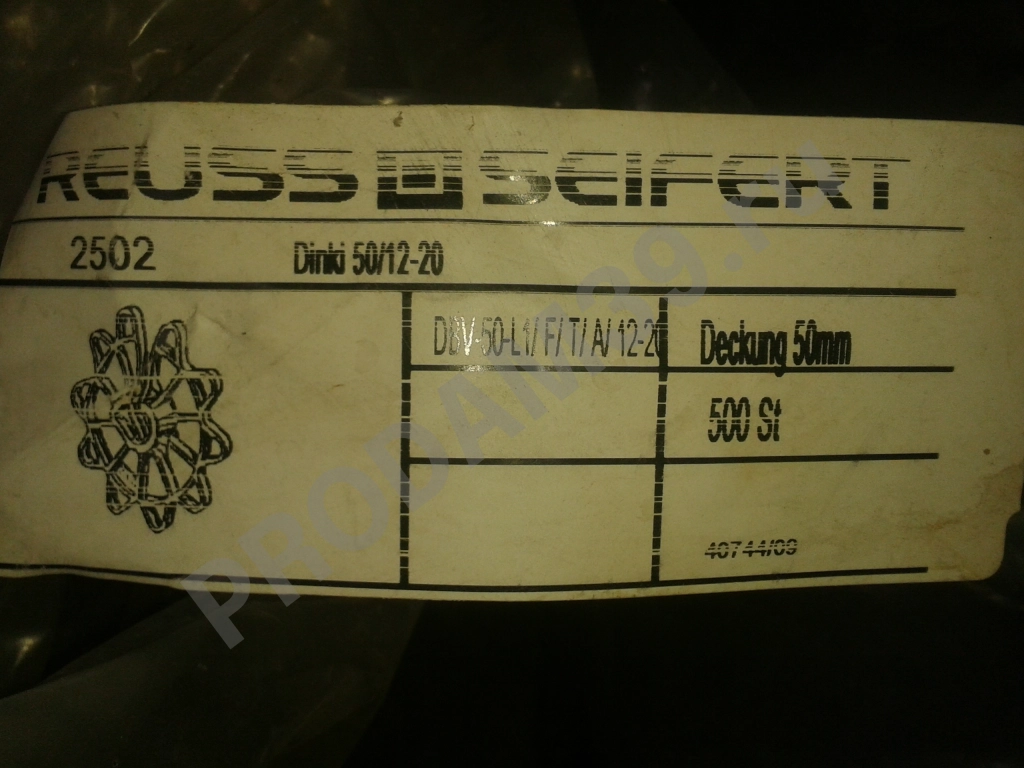 REUSS SEIFERT
2502 Dinki 50/12-20
DBV-50-L1/ F/ T/ A/ 12-20 Deckung 50mm
500 St
40744/09
PRODAM39.ru